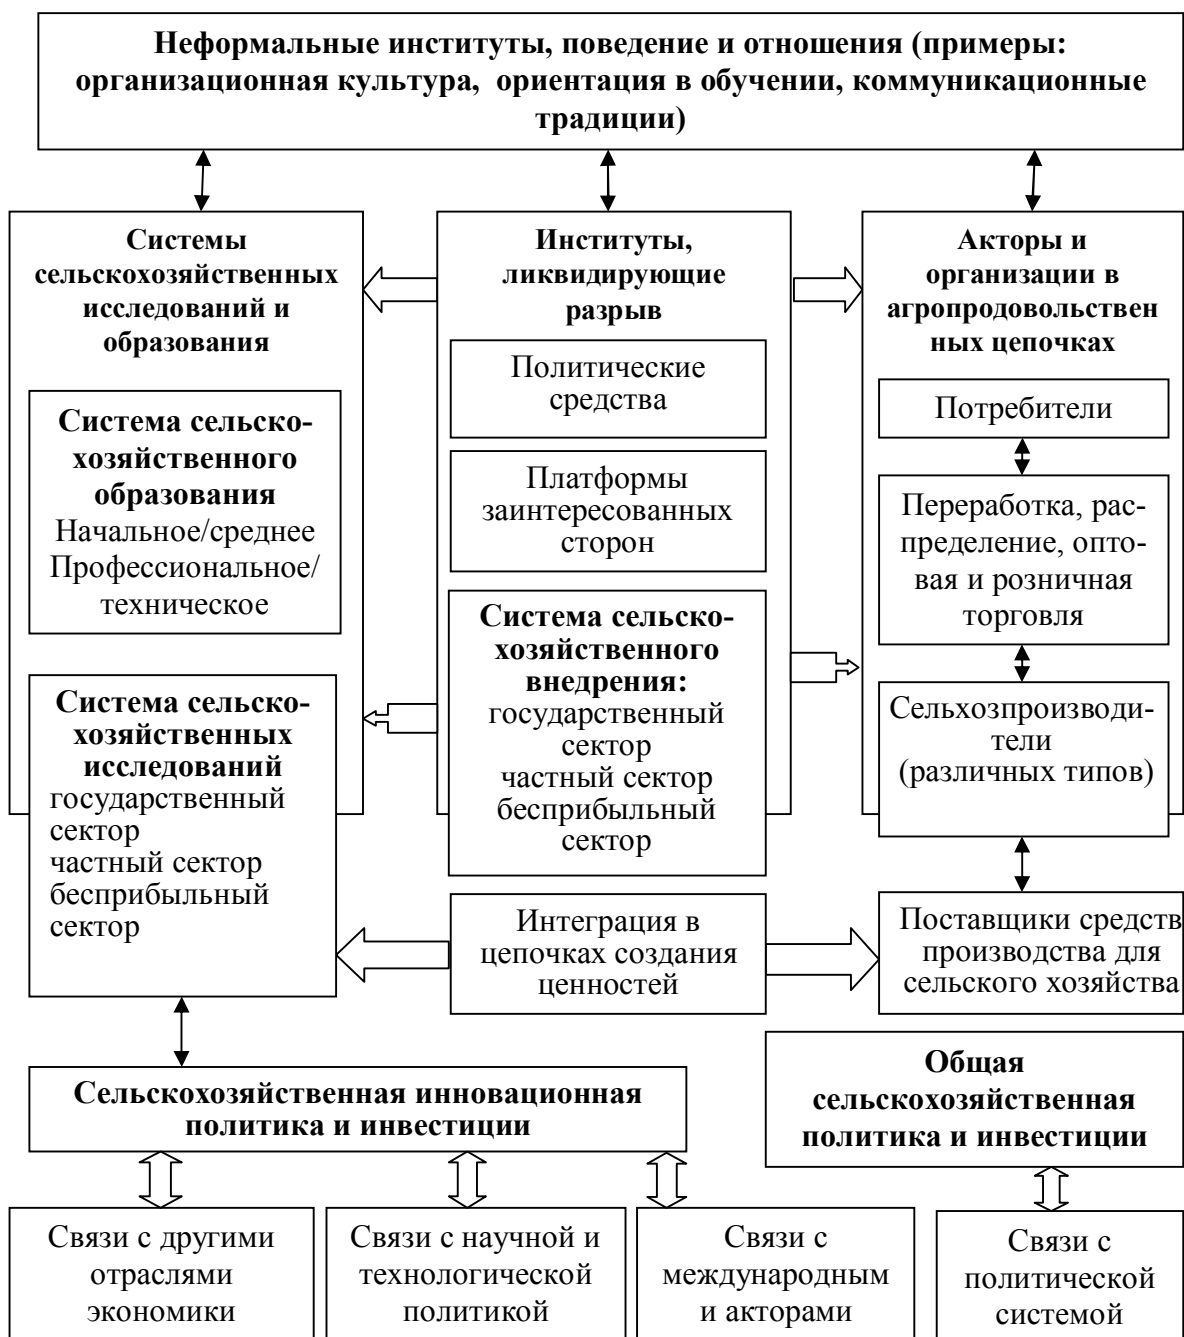 Неформальные институты, поведение и отношения (примеры:
организационная культура, ориентация в обучении, коммуникационные
традиции)
Системы
сельскохозяйственных
исследований и
образования
Система сельско-
хозяйственного
образования
Начальное/среднее
Профессиональное/
техническое
Система сельско-
хозяйственных
исследований
государственный
сектор
частный сектор
бесприбыльный
сектор
Институты,
ликвидирующие
разрыв
Политические
средства
Платформы
заинтересованных
сторон
Система сельско-
хозяйственного
внедрения:
государственный
сектор
частный сектор
бесприбыльный
сектор
Интеграция в
цепочках создания
ценностей
Акторы и
организации в
агропродовольствен
ных цепочках
Потребители
Переработка, рас-
пределение, опто-
вая и розничная
торговля
Сельхозпроизводи-
тели
(различных типов)
Поставщики средств
производства для
сельского хозяйства
Сельскохозяйственная инновационная
политика и инвестиции
Общая
сельскохозяйственная
политика и инвестиции
Связи с другими
отраслями
экономики
Связи с научной и
технологической
политикой
Связи с
международным
и акторами
Связи с
политической
системой